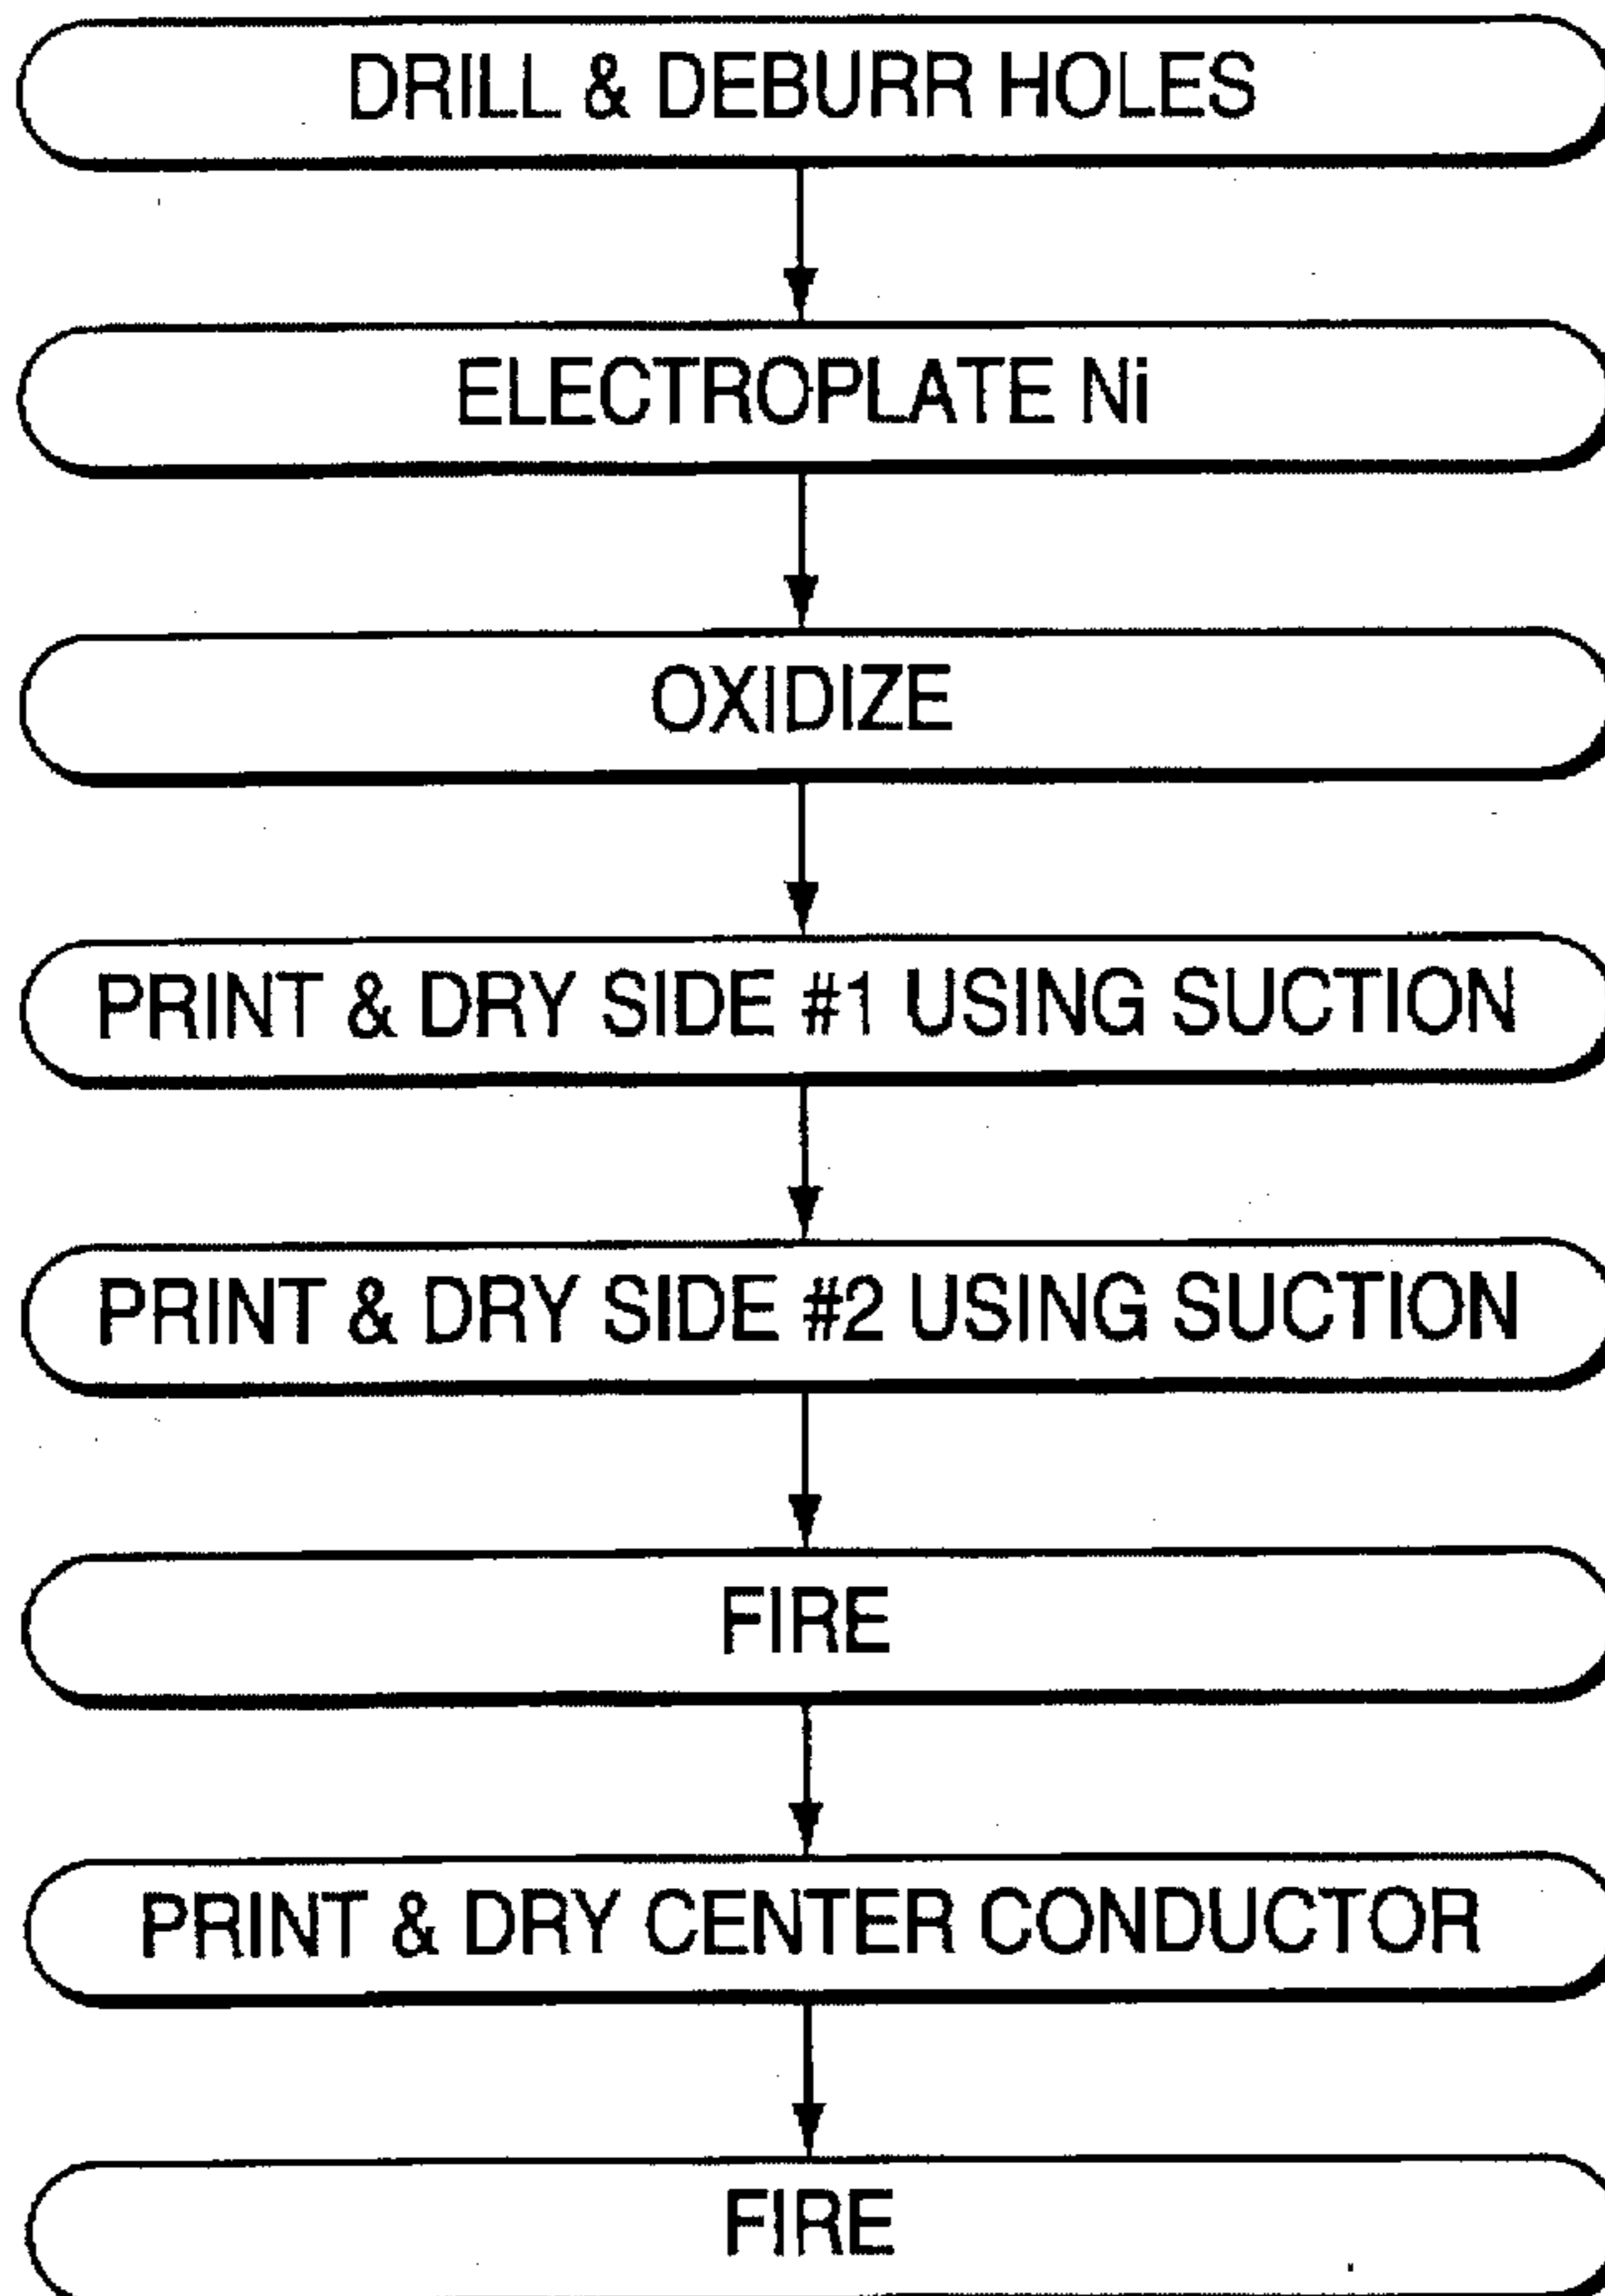 DRILL & DEBURR HOLES
ELECTROPLATE Ni
OXIDIZE
PRINT & DRY SIDE #1 USING SUCTION
PRINT & DRY SIDE #2 USING SUCTION
FIRE
PRINT & DRY CENTER CONDUCTOR
FIRE